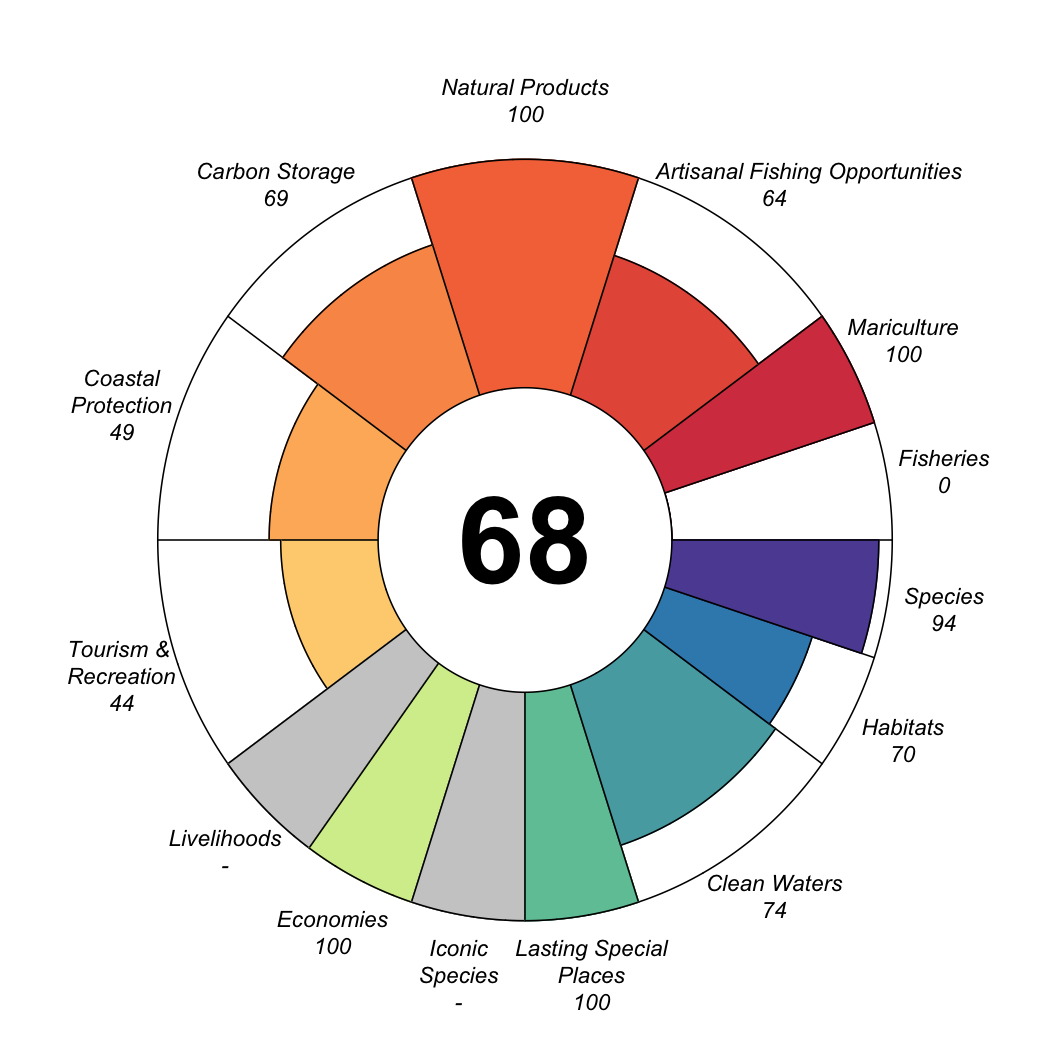 Natural Products
100
Artisanal Fishing Opportunities
64
Mariculture
100
Fisheries
0
Species
94
Habitats
70
Clean Waters
74
Lasting Special
Places
100
Iconic
Species
-
Economies
100
Livelihoods
-
Tourism &
Recreation
44
Coastal
Protection
49
Carbon Storage
69
68